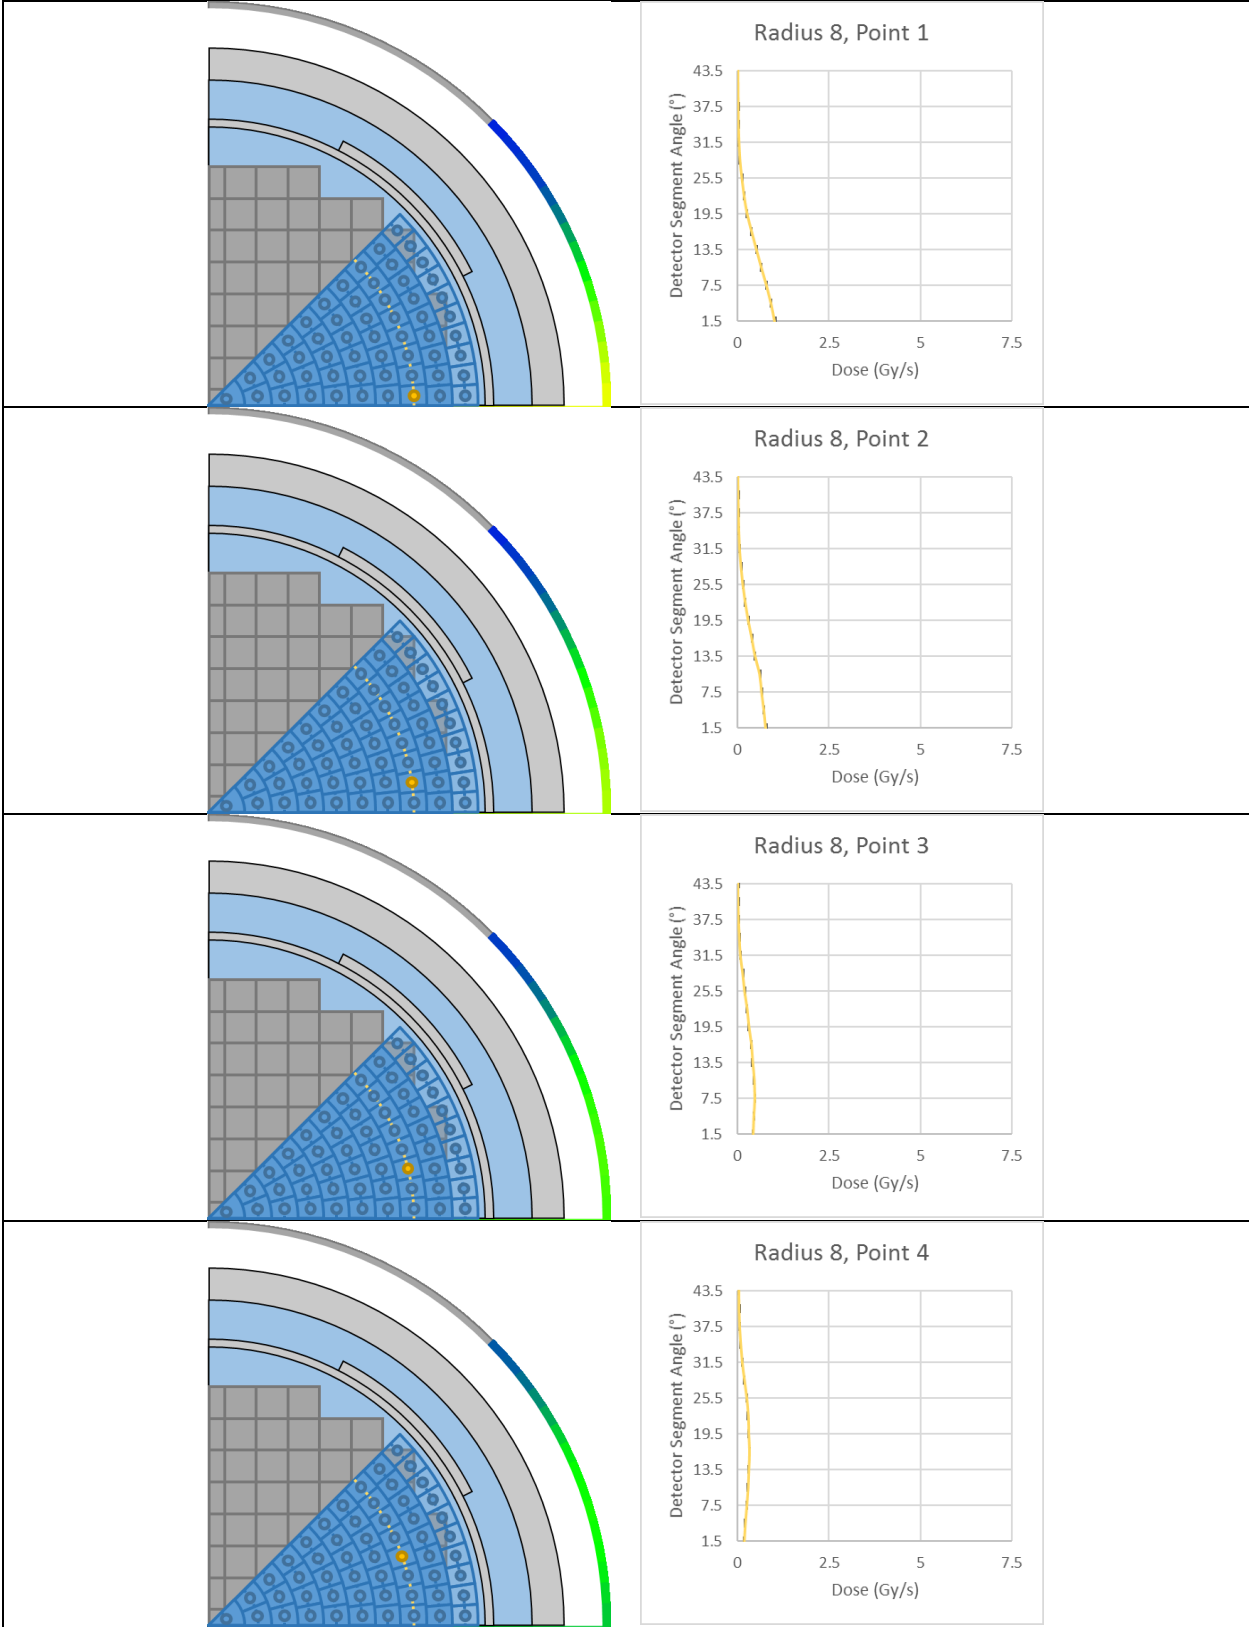 Radius 8, Point 1
Detector Segment Angle (°)
43.5
37.5
31.5
25.5
19.5
13.5
7.5
1.5
0 2.5 5 7.5
Dose (Gy/s)
Radius 8, Point 2
Detector Segment Angle (°)
43.5
37.5
31.5
25.5
19.5
13.5
7.5
1.5
0 2.5 5 7.5
Dose (Gy/s)
Radius 8, Point 3
Detector Segment Angle (°)
43.5
37.5
31.5
25.5
19.5
13.5
7.5
1.5
0 2.5 5 7.5
Dose (Gy/s)
Radius 8, Point 4
Detector Segment Angle (°)
43.5
37.5
31.5
25.5
19.5
13.5
7.5
1.5
0 2.5 5 7.5
Dose (Gy/s)